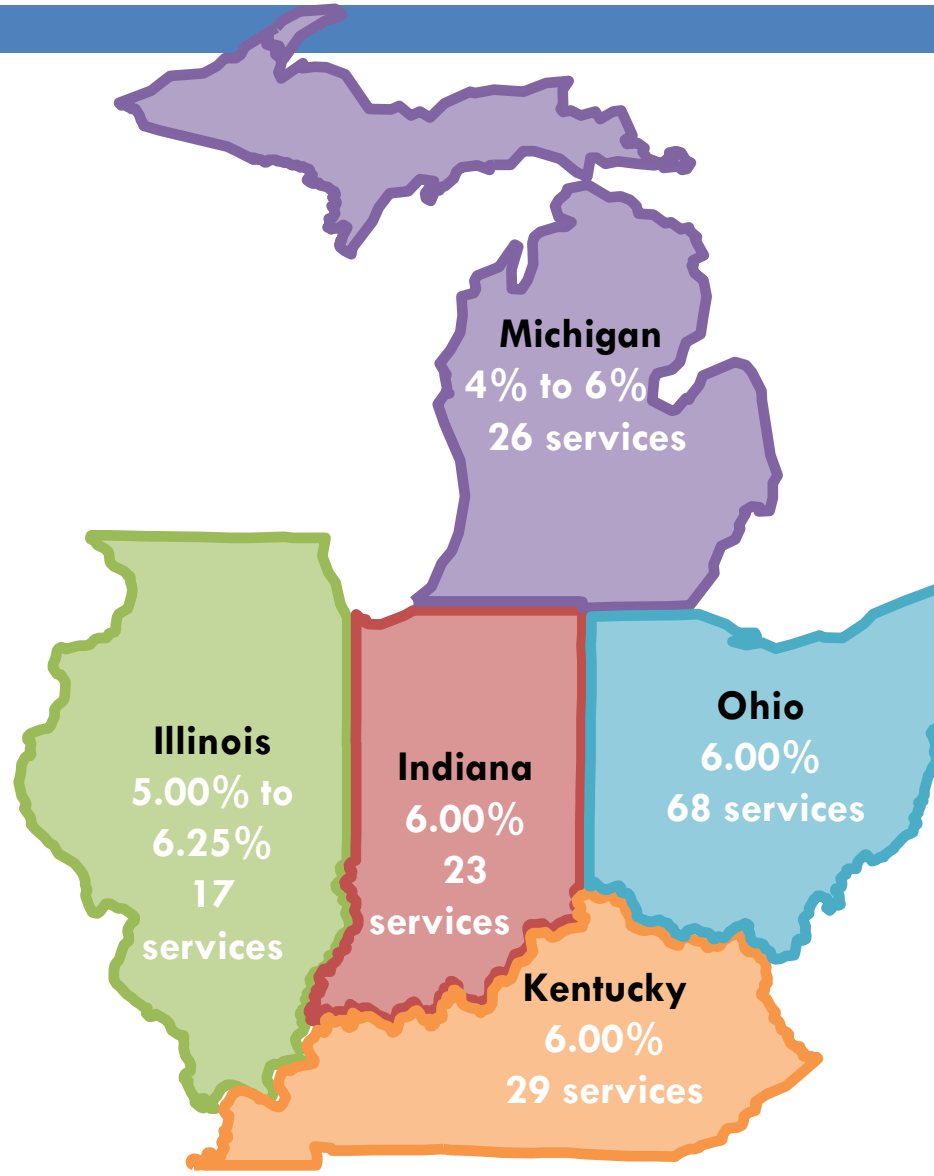 Michigan
4% to 6%
26 services
Illinois
5.00% to
6.25%
17
services
Indiana
6.00%
23
services
Ohio
6.00%
68 services
Kentucky
6.00%
29 services